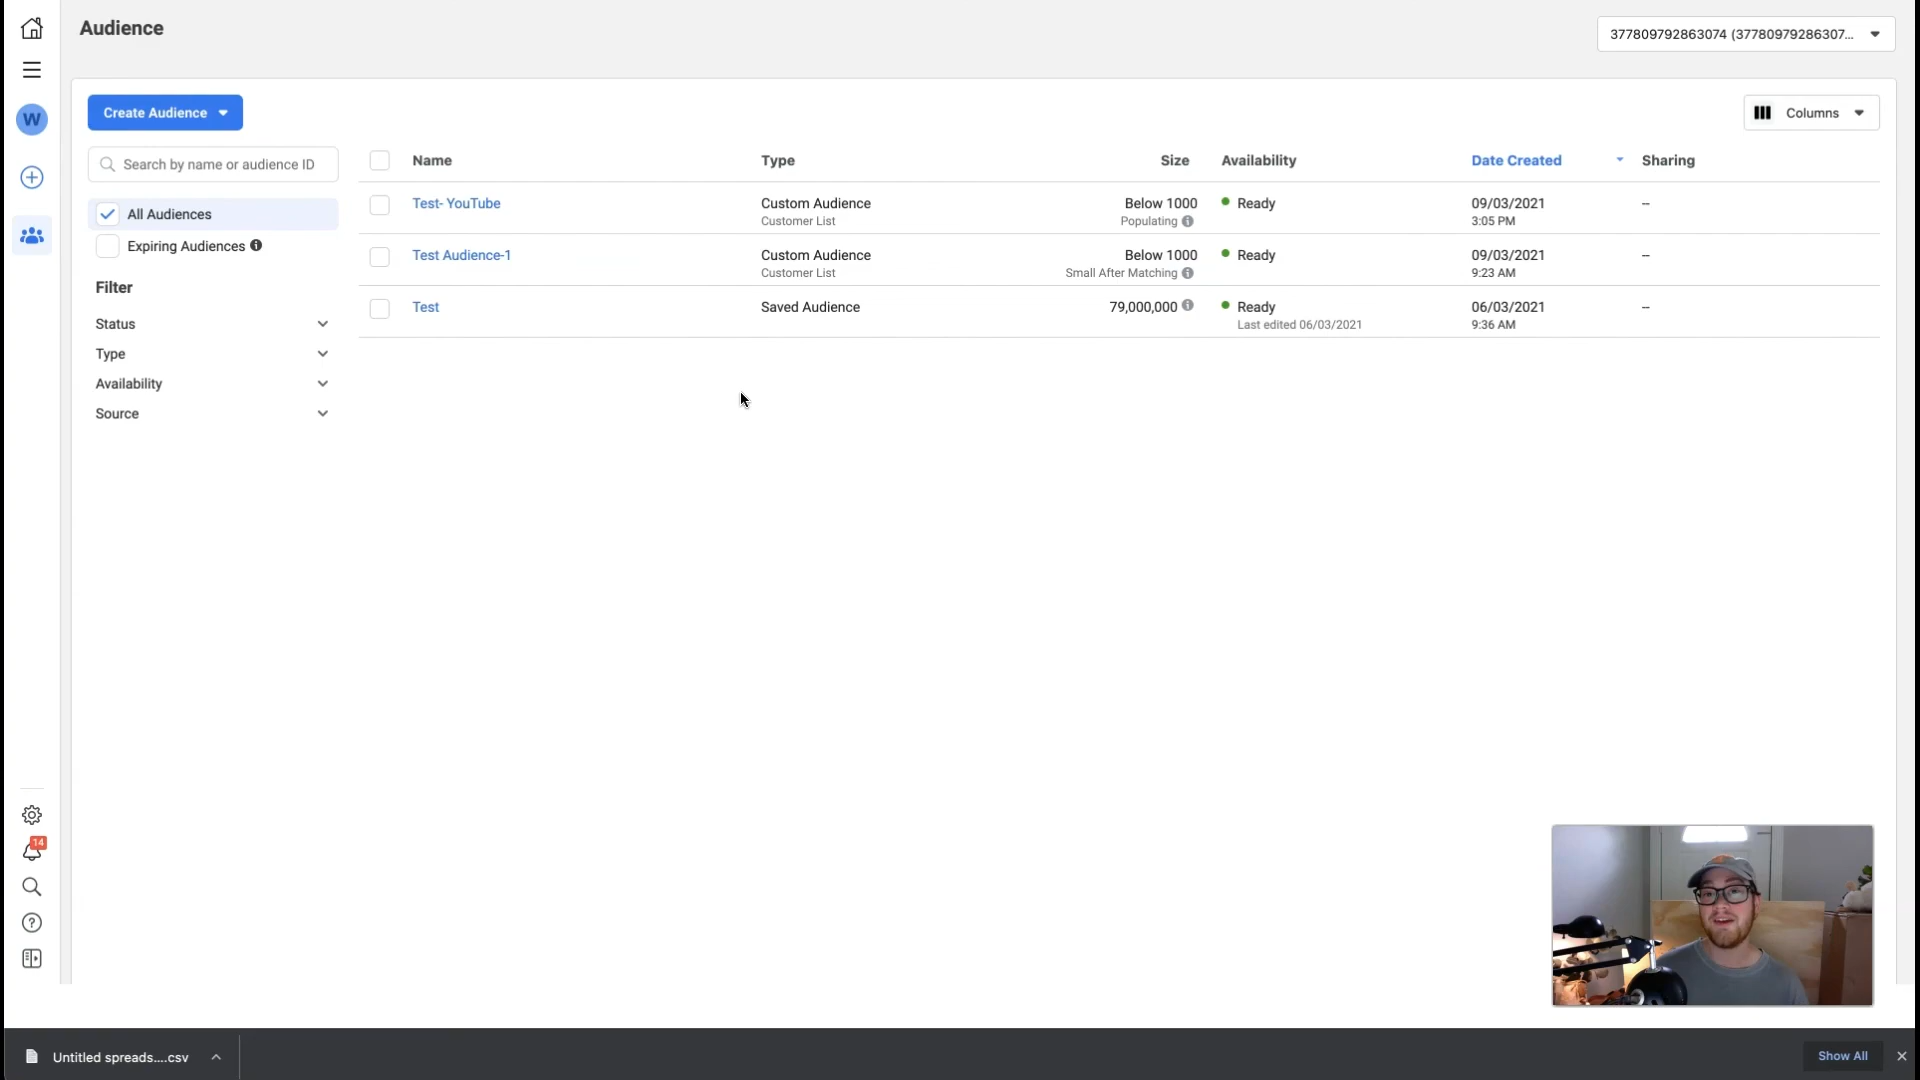 Audience
377809792863074 (37780979286307...
W
Create Audience
Columns
Search by name or audience ID
All Audiences
Expiring Audiences
Filter
Status
Type
Availability
Source
Name Type Size Availability Date Created Sharing
Test- YouTube Custom Audience Below 1000 Ready 09/03/2021 --
Customer List Populating 3:05 PM
Test Audience-1 Custom Audience Below 1000 Ready 09/03/2021 --
Customer List Small After Matching 9:23 AM
Test Saved Audience 79,000,000 Ready 06/03/2021 --
Last edited 06/03/2021 9:36 AM
14
Untitled spreads....csv
Show All